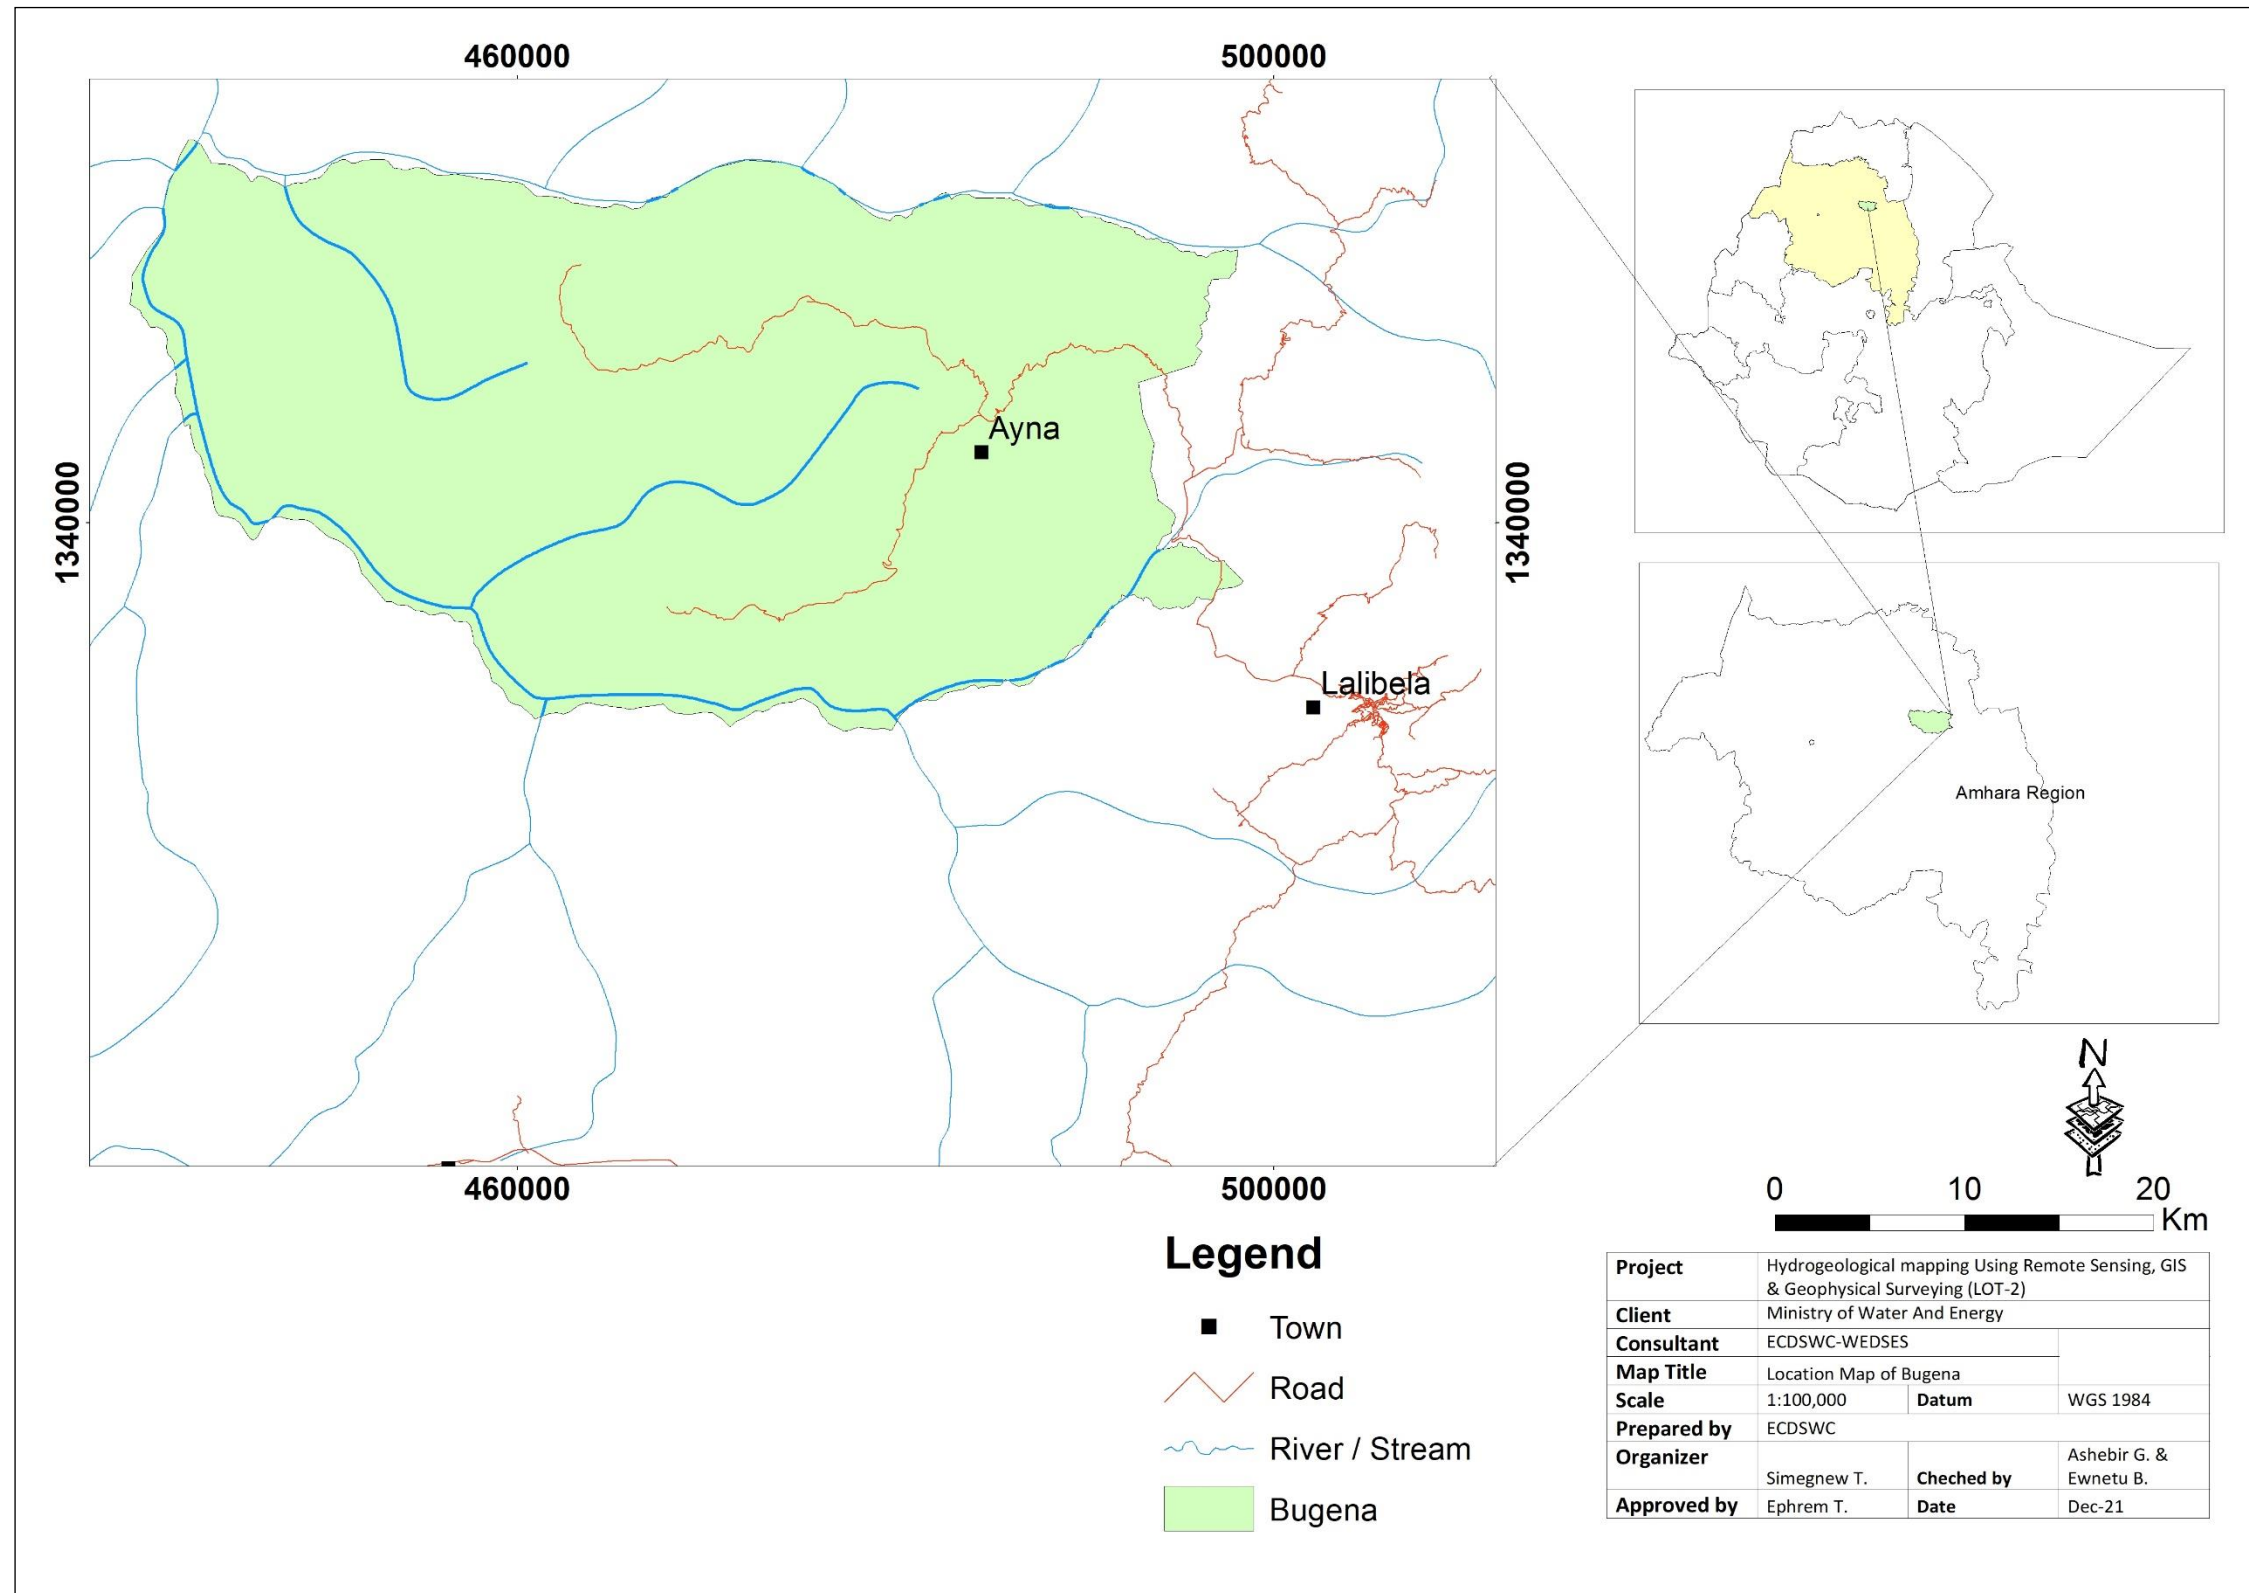 460000 500000
1340000
1340000
Ayna
Lalibela
460000 500000
Amhara Region
N
0 10 20
Km
Legend
Town
Road
River / Stream
Bugena
Project Hydrogeological mapping Using Remote Sensing, GIS
& Geophysical Surveying (LOT-2)
Client Ministry of Water And Energy
Consultant ECDSWC-WEDSES
Map Title Location Map of Bugena
Scale 1:100,000 Datum WGS 1984
Prepared by ECDSWC
Organizer Simegnew T. Cheched by Ashebir G. &
Ewnetu B.
Approved by Ephrem T. Date Dec-21